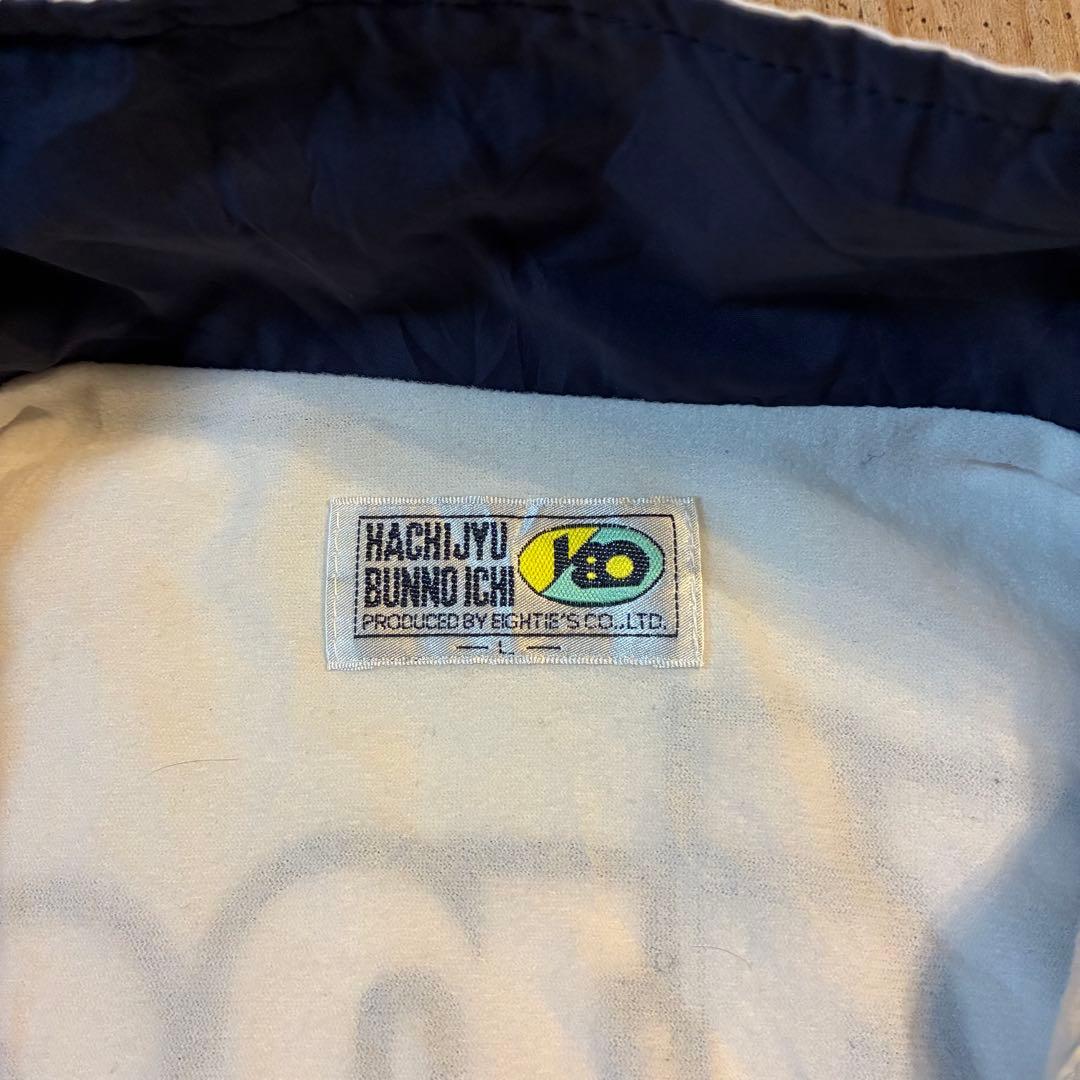 HACHIJYU
BUNNO ICHI
1/80
PRODUCED BY EIGHTIE'S CO.,LTD.
— L —